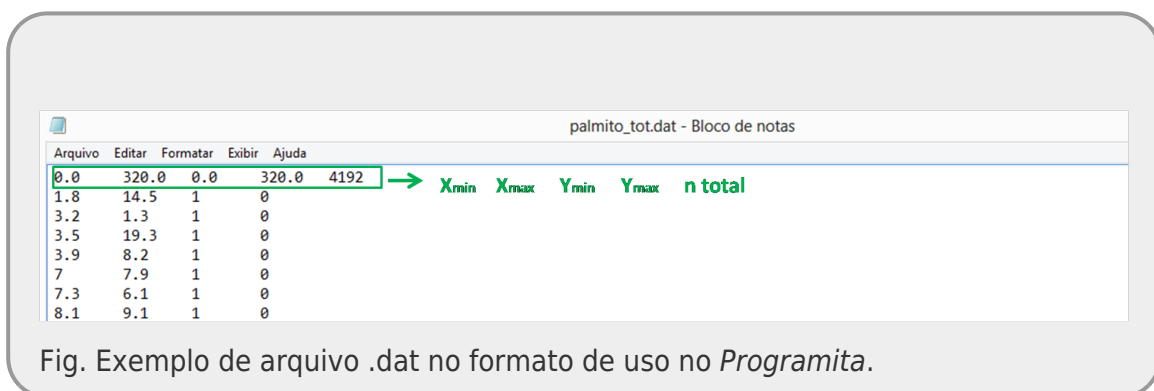 palmito_tot.dat - Bloco de notas
Arquivo Editar Formatar Exibir Ajuda
0.0 320.0 0.0 320.0 4192 Xmin Xmax Ymin Ymax n total
1.8 14.5 1 0
3.2 1.3 1 0
3.5 19.3 1 0
3.9 8.2 1 0
7 7.9 1 0
7.3 6.1 1 0
8.1 9.1 1 0
Fig. Exemplo de arquivo .dat no formato de uso no Programita.